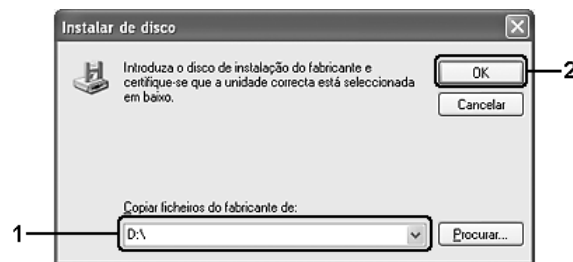 Instalar de disco
Introduza o disco de instalação do fabricante e
certifique-se que a unidade correcta está seleccionada
em baixo.
OK
2
Cancelar
Copiar ficheiros do fabricante de:
1
D:\
Procurar...